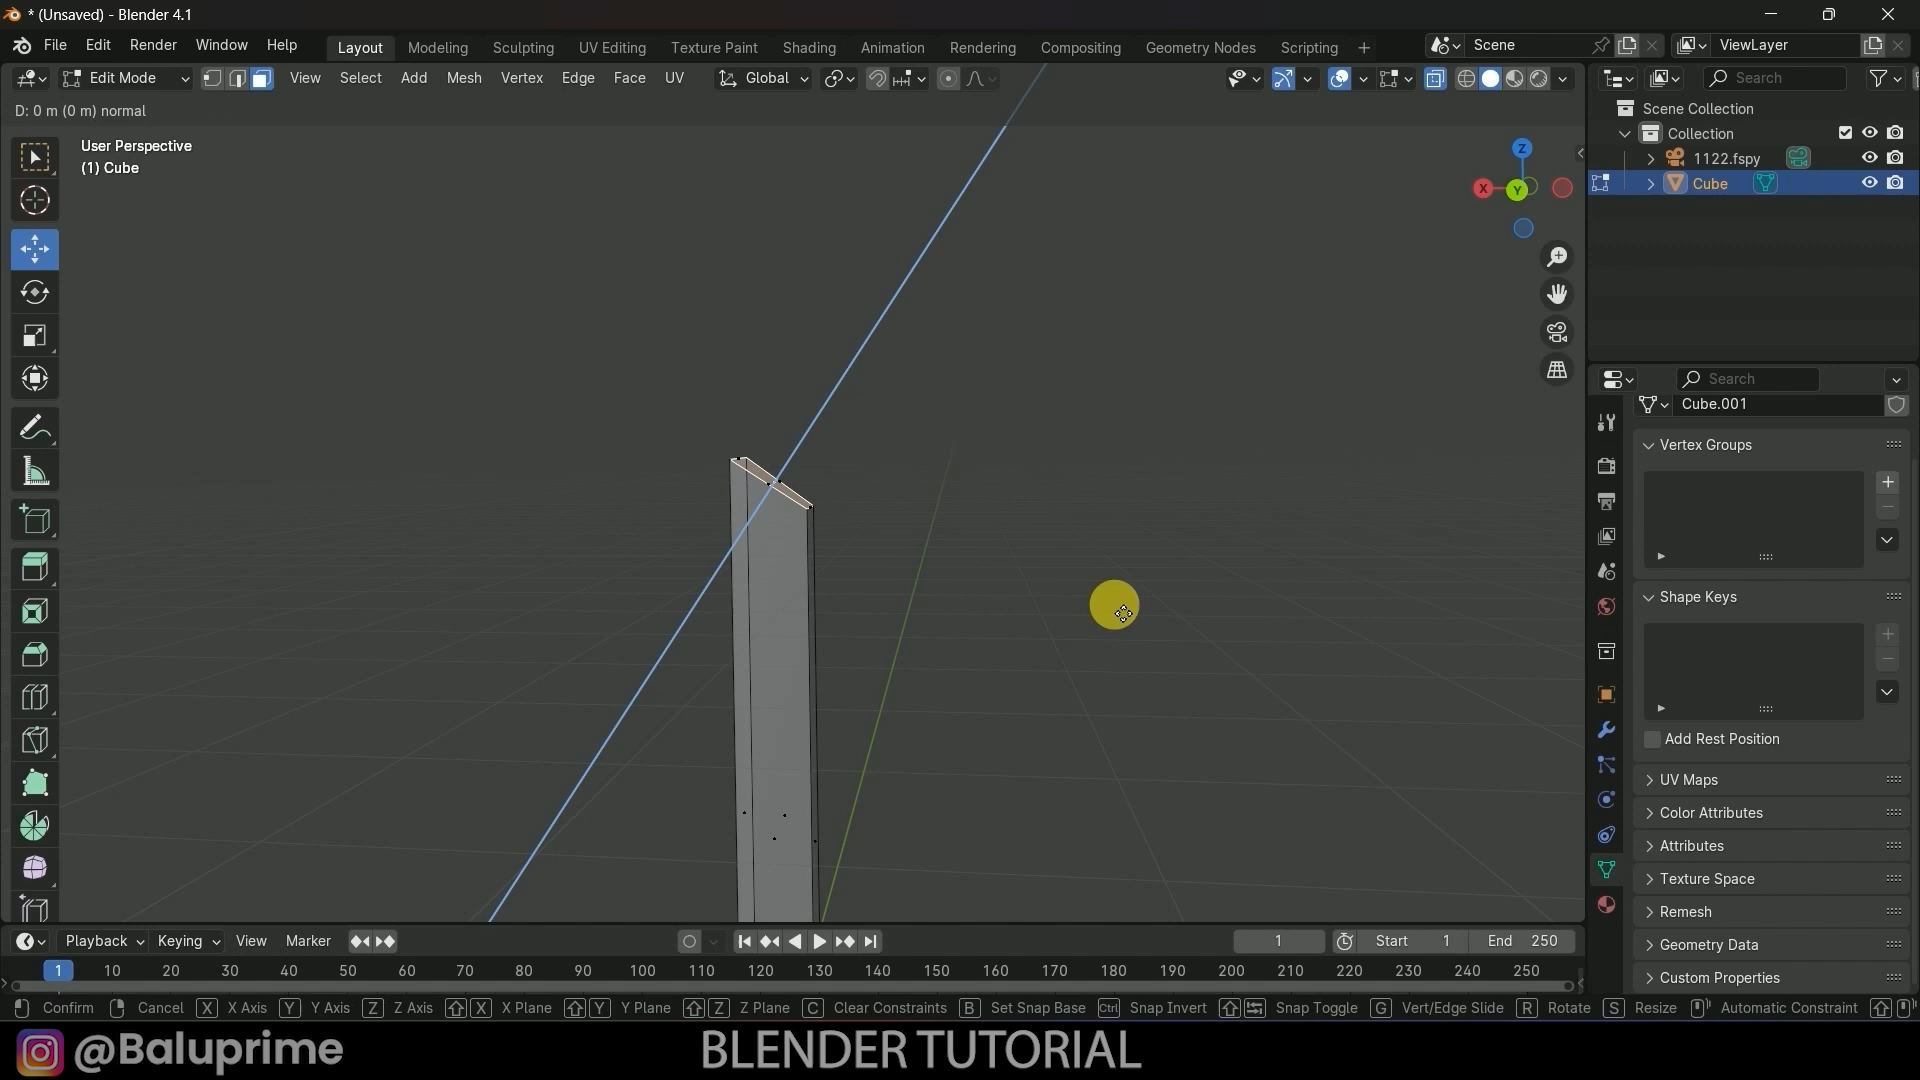 * (Unsaved) - Blender 4.1
File Edit Render Window Help Layout Modeling Sculpting UV Editing Texture Paint Shading Animation Rendering Compositing Geometry Nodes Scripting + Scene ViewLayer
Edit Mode View Select Add Mesh Vertex Edge Face UV Global Search
D: 0 m (0 m) normal
User Perspective
(1) Cube
Z
X
Y
Scene Collection
Collection
1122.fspy
Cube
Search
Cube.001
Vertex Groups
Shape Keys
Add Rest Position
UV Maps
Color Attributes
Attributes
Texture Space
Remesh
Geometry Data
Custom Properties
Playback Keying View Marker 1 Start 1 End 250
1 10 20 30 40 50 60 70 80 90 100 110 120 130 140 150 160 170 180 190 200 210 220 230 240 250
Confirm Cancel X X Axis Y Y Axis Z Z Axis X X Plane Y Y Plane Z Z Plane C Clear Constraints B Set Snap Base Ctrl Snap Invert Snap Toggle G Vert/Edge Slide R Rotate S Resize Automatic Constraint
@Baluprime
BLENDER TUTORIAL